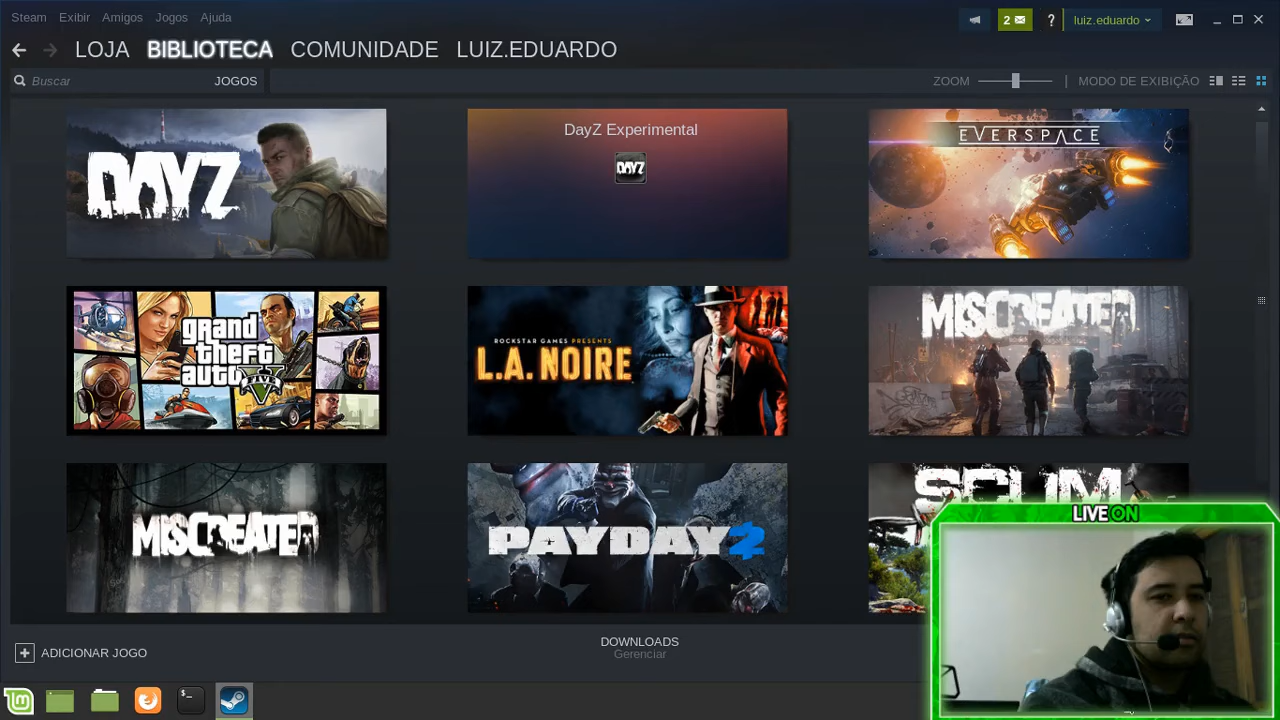 Steam Exibir Amigos Jogos Ajuda
2 ? luiz.eduardo
LOJA BIBLIOTECA COMUNIDADE LUIZ.EDUARDO
Buscar JOGOS ZOOM | MODO DE EXIBIÇÃO
DAYZ
DayZ Experimental
DAYZ
EVERSPACE
grand
theft
auto
FIVE
ROCKSTAR GAMES PRESENTS
L.A. NOIRE
MISCREATED
MISCREATED
PAYDAY 2
SCUM
LIVE ON
ADICIONAR JOGO
DOWNLOADS
Gerenciar